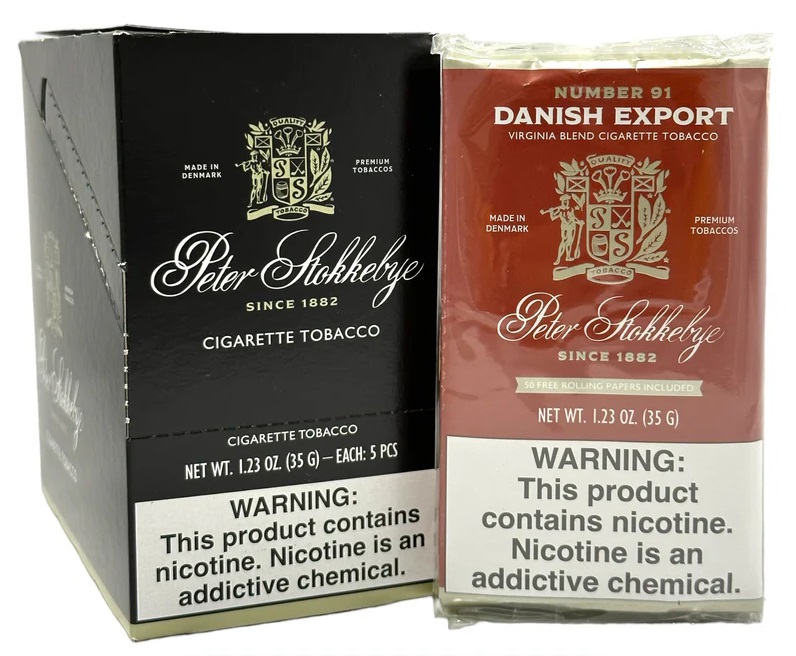 QUALITY
MADE IN
DENMARK
PREMIUM
TOBACCOS
S
S
TOBACCO
Peter Stokkebye
SINCE 1882
CIGARETTE TOBACCO
CIGARETTE TOBACCO
NET WT. 1.23 OZ. (35 G) – EACH: 5 PCS
WARNING:
This product contains
nicotine. Nicotine is an
addictive chemical.
Peter Stokkebye
NUMBER 91
DANISH EXPORT
VIRGINIA BLEND CIGARETTE TOBACCO
QUALITY
MADE IN
DENMARK
PREMIUM
TOBACCOS
S
S
TOBACCO
Peter Stokkebye
SINCE 1882
50 FREE ROLLING PAPERS INCLUDED
NET WT. 1.23 OZ. (35 G)
WARNING:
This product
contains nicotine.
Nicotine is an
addictive chemical.